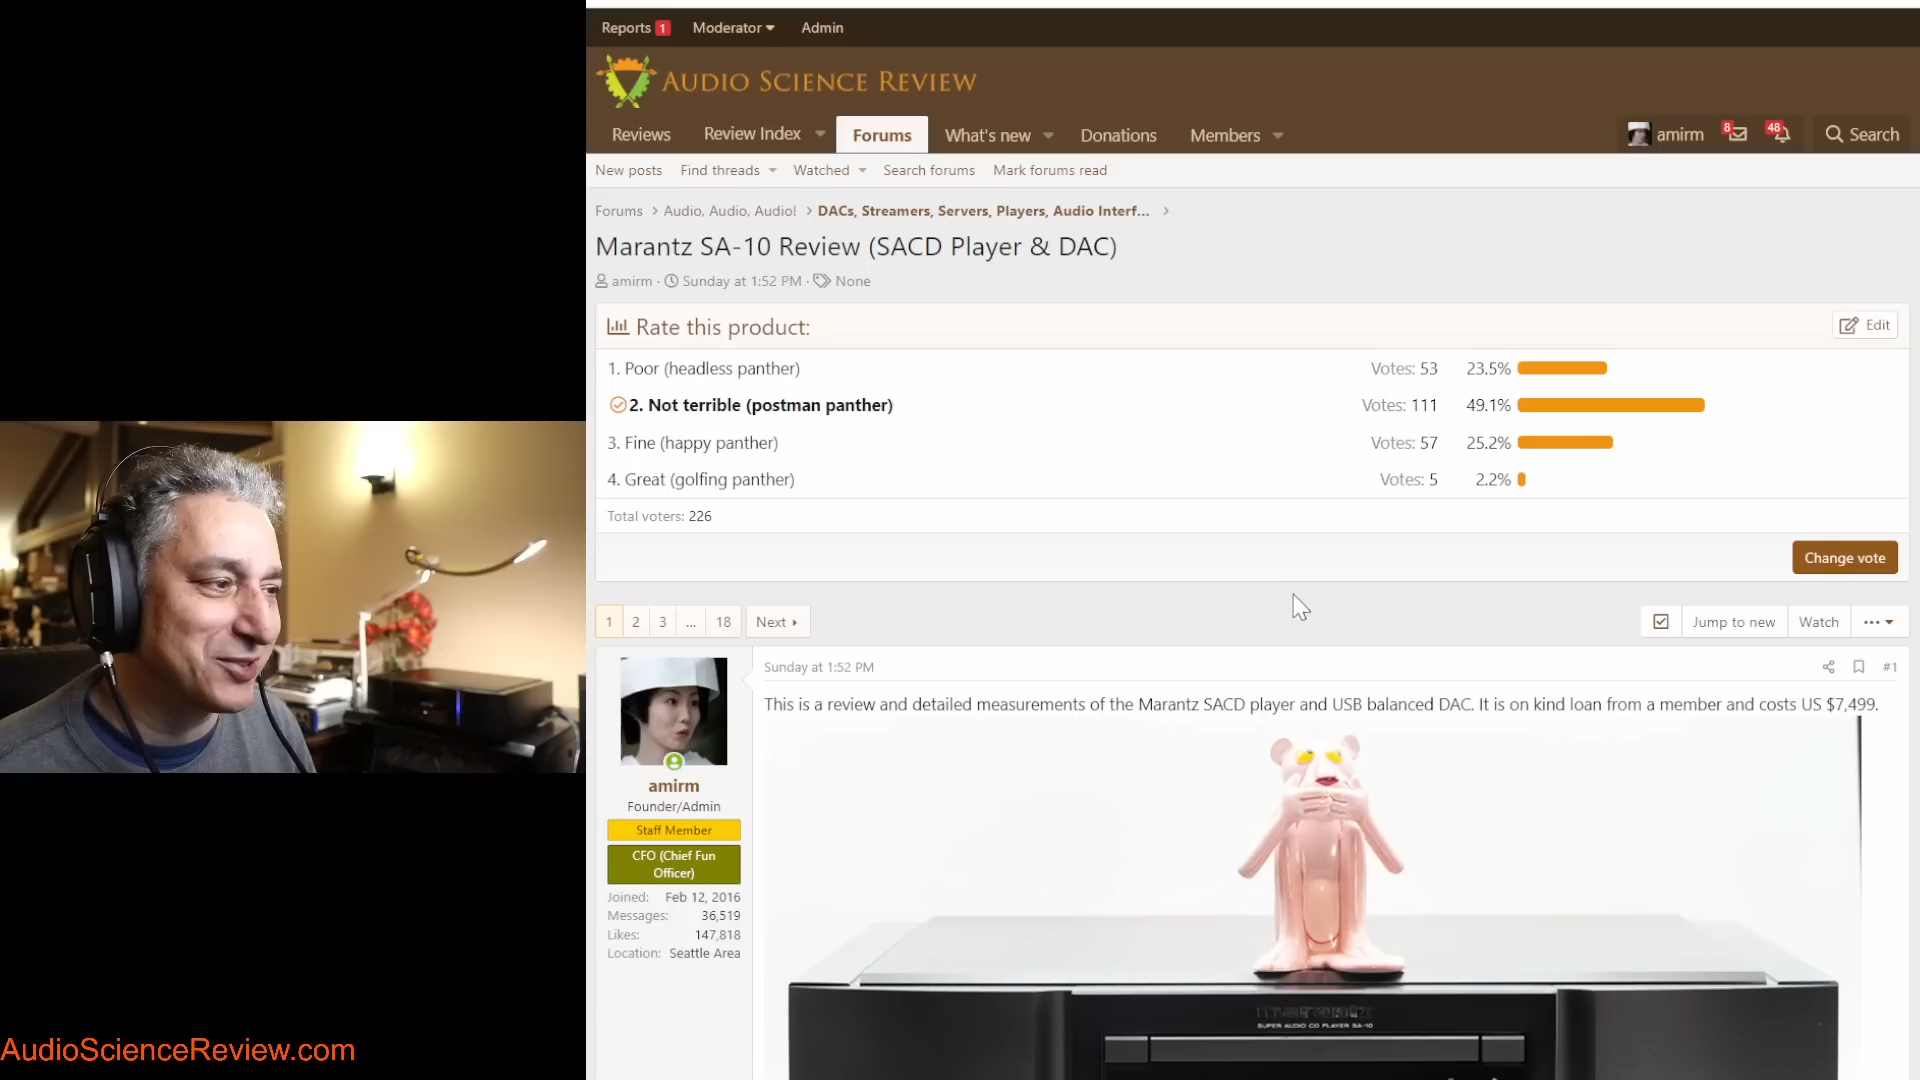 Reports 1 Moderator Admin
AUDIO SCIENCE REVIEW
Reviews Review Index Forums What's new Donations Members amirm 8 48 Search
New posts Find threads Watched Search forums Mark forums read
Forums Audio, Audio, Audio! DACs, Streamers, Servers, Players, Audio Interf...
Marantz SA-10 Review (SACD Player & DAC)
amirm · Sunday at 1:52 PM · None
Rate this product: Edit
1. Poor (headless panther) Votes: 53 23.5%
2. Not terrible (postman panther) Votes: 111 49.1%
3. Fine (happy panther) Votes: 57 25.2%
4. Great (golfing panther) Votes: 5 2.2%
Total voters: 226
Change vote
1 2 3 ... 18 Next Jump to new Watch ...
Sunday at 1:52 PM #1
This is a review and detailed measurements of the Marantz SACD player and USB balanced DAC. It is on kind loan from a member and costs US $7,499.
amirm
Founder/Admin
Staff Member
CFO (Chief Fun
Officer)
Joined: Feb 12, 2016
Messages: 36,519
Likes: 147,818
Location: Seattle Area
SUPER AUDIO CD PLAYER SA-10
AudioScienceReview.com